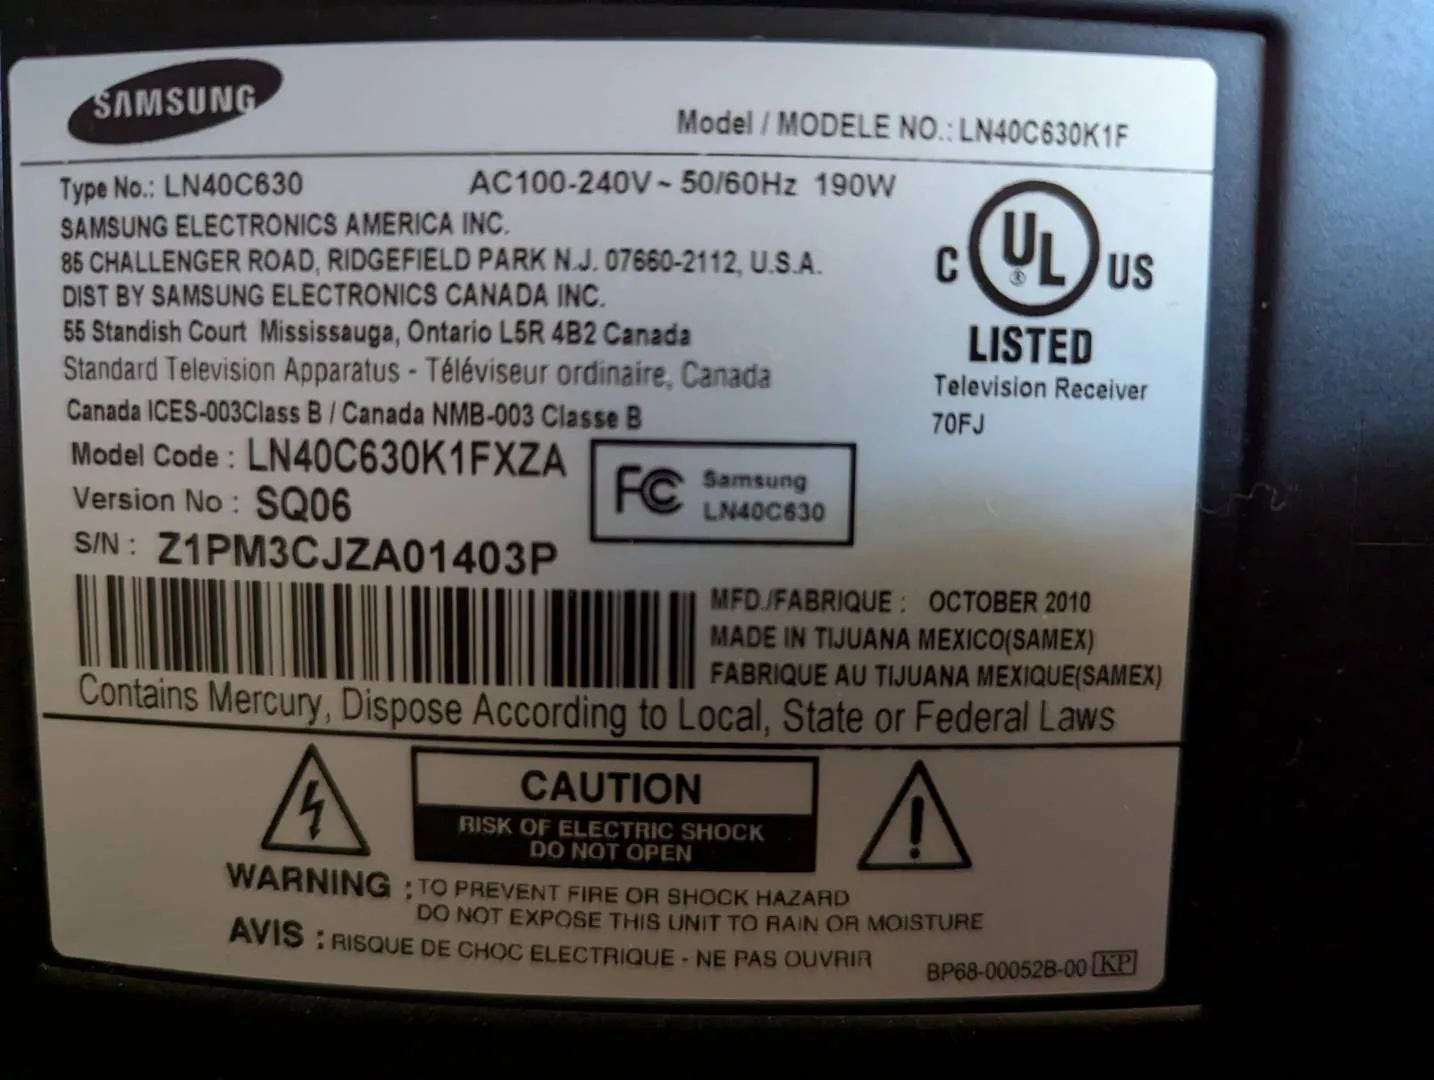 SAMSUNG
Model / MODELE NO.: LN40C630K1F
Type No.: LN40C630 AC100-240V ~ 50/60Hz 190W
SAMSUNG ELECTRONICS AMERICA INC.
85 CHALLENGER ROAD, RIDGEFIELD PARK N.J. 07660-2112, U.S.A.
DIST BY SAMSUNG ELECTRONICS CANADA INC.
55 Standish Court Mississauga, Ontario L5R 4B2 Canada
Standard Television Apparatus - Téléviseur ordinaire, Canada
Canada ICES-003Class B / Canada NMB-003 Classe B
C UL ® US
LISTED
Television Receiver
70FJ
Model Code : LN40C630K1FXZA
Version No : SQ06
S/N : Z1PM3CJZA01403P
FC Samsung
LN40C630
MFD./FABRIQUE : OCTOBER 2010
MADE IN TIJUANA MEXICO(SAMEX)
FABRIQUE AU TIJUANA MEXIQUE(SAMEX)
Contains Mercury, Dispose According to Local, State or Federal Laws
CAUTION
RISK OF ELECTRIC SHOCK
DO NOT OPEN
WARNING : TO PREVENT FIRE OR SHOCK HAZARD
DO NOT EXPOSE THIS UNIT TO RAIN OR MOISTURE
AVIS : RISQUE DE CHOC ELECTRIQUE - NE PAS OUVRIR
BP68-00052B-00 KP